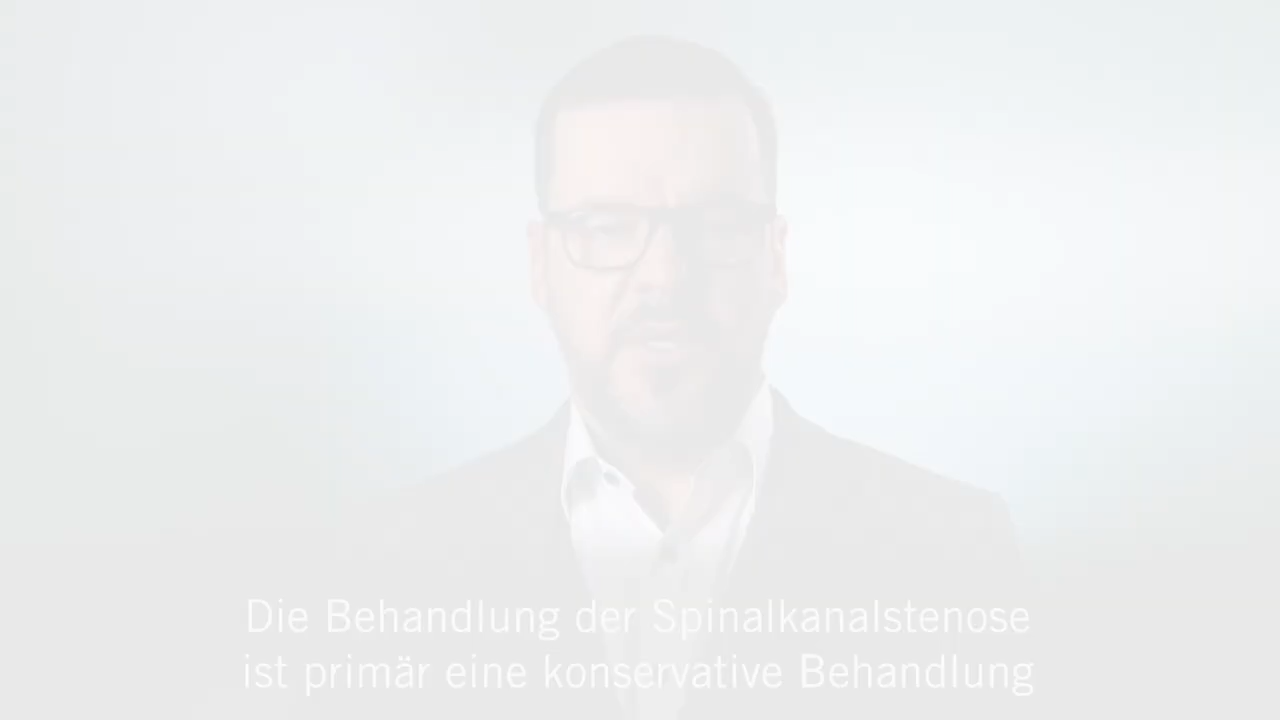 Die Behandlung der Spinalkanalstenose
ist primär eine konservative Behandlung